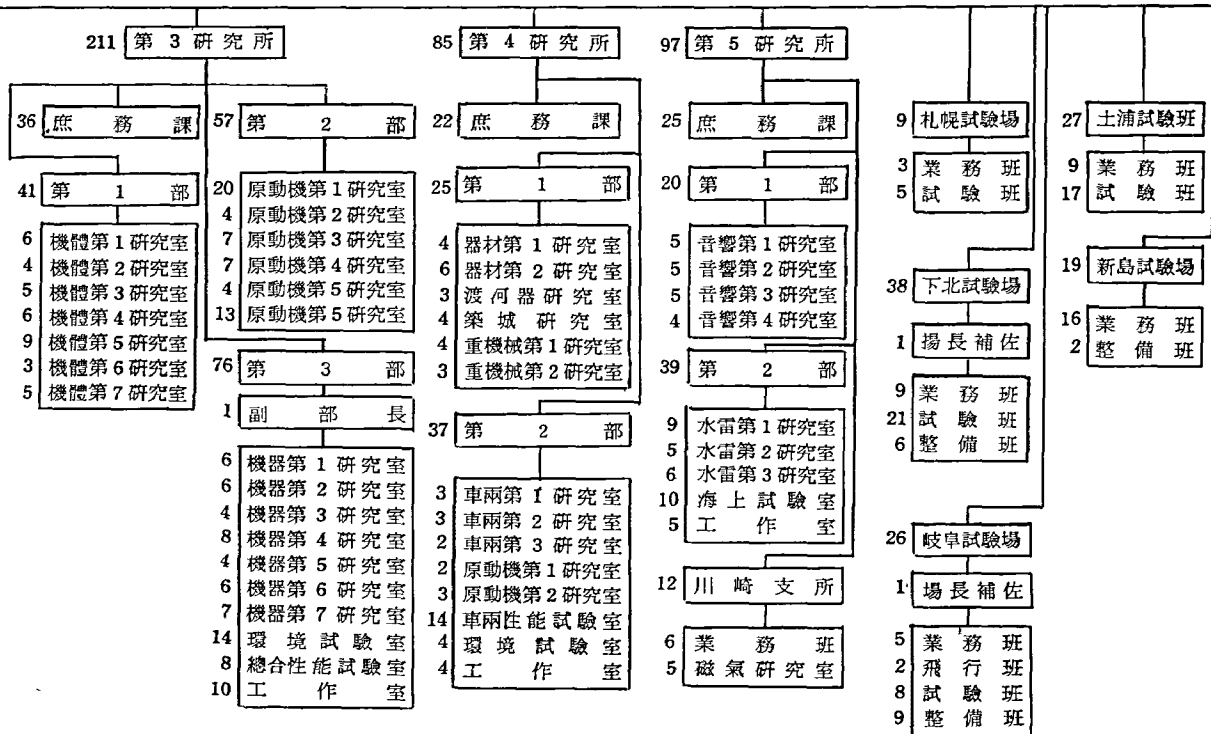 211 第3研究所
36 庶務課
41 第1部
6 機體第1研究室
4 機體第2研究室
5 機體第3研究室
6 機體第4研究室
9 機體第5研究室
3 機體第6研究室
5 機體第7研究室
57 第2部
20 原動機第1研究室
4 原動機第2研究室
7 原動機第3研究室
7 原動機第4研究室
4 原動機第5研究室
13 原動機第5研究室
76 第3部
1 副部長
6 機器第1研究室
6 機器第2研究室
4 機器第3研究室
8 機器第4研究室
4 機器第5研究室
6 機器第6研究室
7 機器第7研究室
14 環境試驗室
8 總合性能試驗室
10 工作室
85 第4研究所
22 庶務課
25 第1部
4 器材第1研究室
6 器材第2研究室
3 渡河器研究室
4 築城研究室
4 重機械第1研究室
3 重機械第2研究室
37 第2部
3 車兩第1研究室
3 車兩第2研究室
2 車兩第3研究室
2 原動機第1研究室
3 原動機第2研究室
14 車兩性能試驗室
4 環境試驗室
4 工作室
97 第5研究所
25 庶務課
20 第1部
5 音響第1研究室
5 音響第2研究室
5 音響第3研究室
4 音響第4研究室
39 第2部
9 水雷第1研究室
5 水雷第2研究室
6 水雷第3研究室
10 海上試驗室
5 工作室
12 川崎支所
6 業務班
5 磁氣研究室
9 札幌試驗場
3 業務班
5 試驗班
38 下北試驗場
1 場長補佐
9 業務班
21 試驗班
6 整備班
26 岐阜試驗場
1 場長補佐
5 業務班
2 飛行班
8 試驗班
9 整備班
27 土浦試驗班
9 業務班
17 試驗班
19 新島試驗場
16 業務班
2 整備班